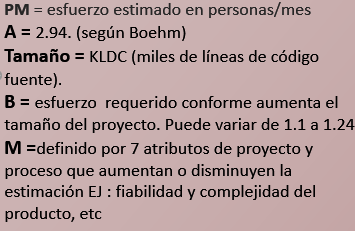 PM = esfuerzo estimado en personas/mes
A = 2.94. (según Boehm)
Tamaño = KLDC (miles de líneas de código
fuente).
B = esfuerzo requerido conforme aumenta el
tamaño del proyecto. Puede variar de 1.1 a 1.24
M =definido por 7 atributos de proyecto y
proceso que aumentan o disminuyen la
estimación EJ : fiabilidad y complejidad del
producto, etc